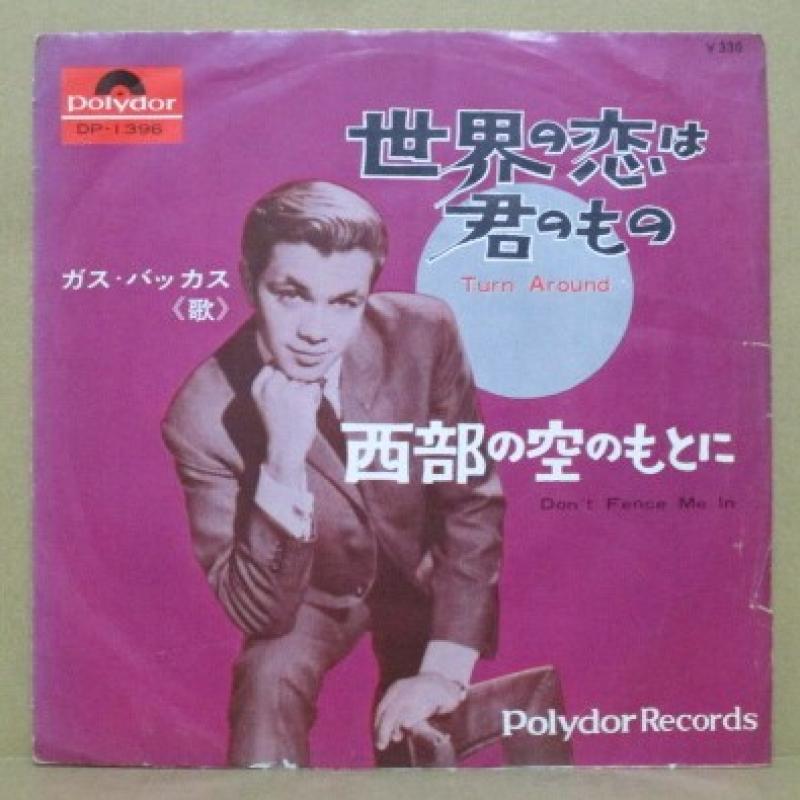 ¥330
Polydor
DP-1396
世界の恋は
君のもの
Turn Around
ガス・バッカス
《歌》
西部の空のもとに
Don't Fence Me In
Polydor Records